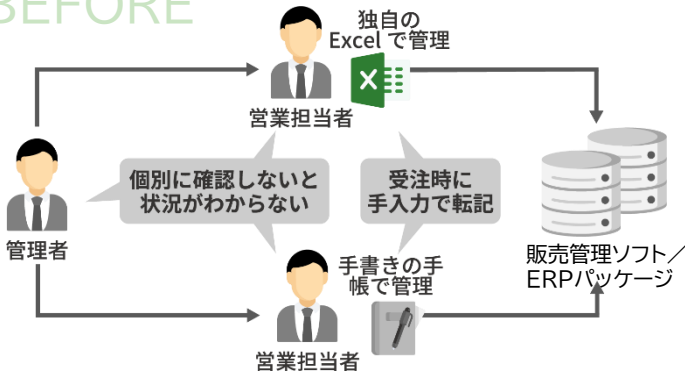 BEFORE
独自の
Excel で管理
営業担当者
個別に確認しないと
状況がわからない
受注時に
手入力で転記
管理者
販売管理ソフト／
ERPパッケージ
手書きの手
帳で管理
営業担当者